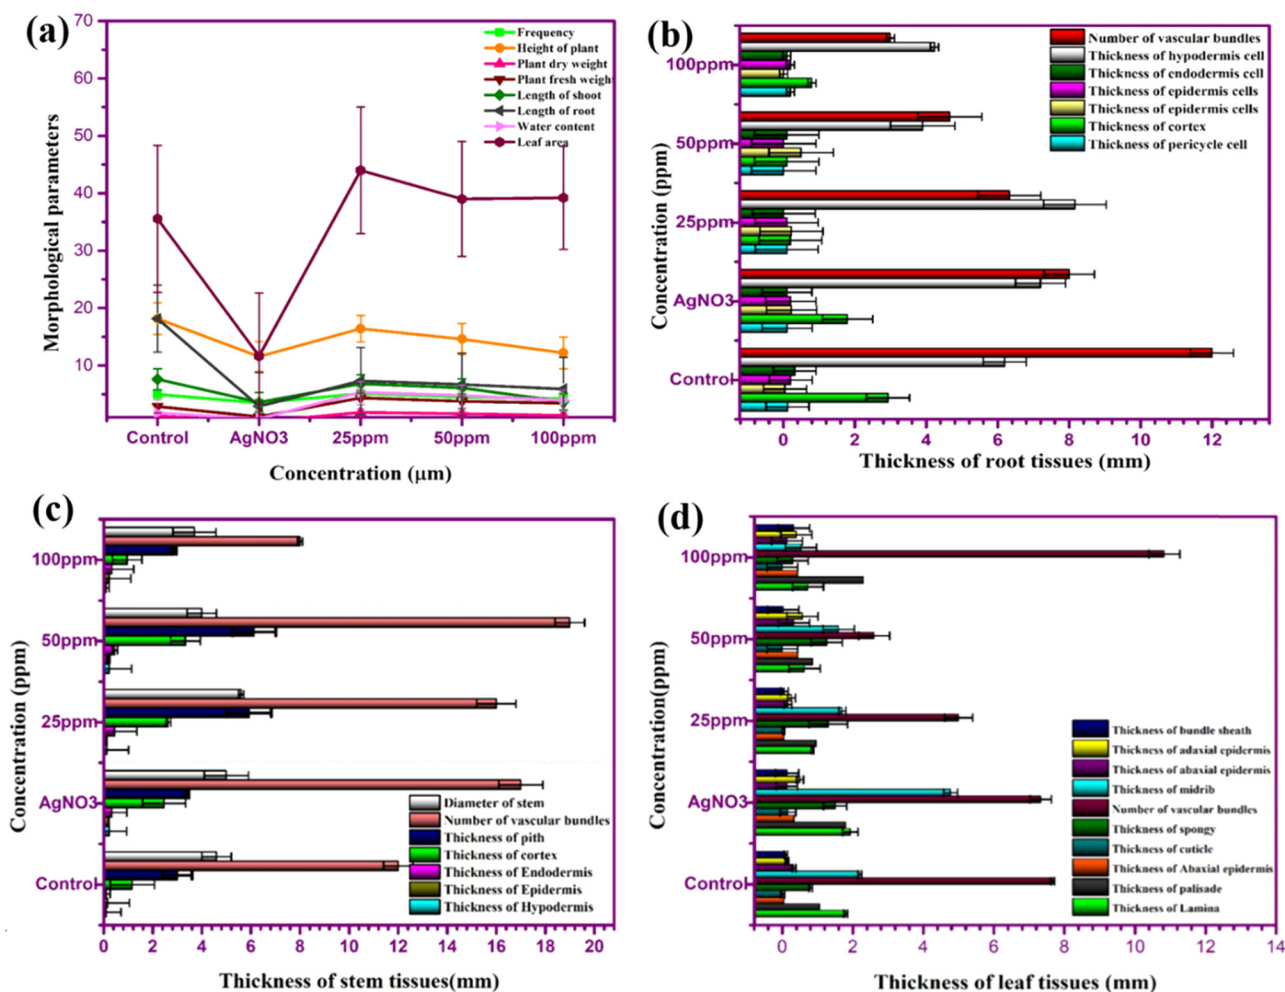 (a)
70
60
50
40
30
20
10
Morphological parameters
Frequency
Height of plant
Plant dry weight
Plant fresh weight
Length of shoot
Length of root
Water content
Leaf area
Control AgNO3 25ppm 50ppm 100ppm
Concentration (μm)
(b)
Concentration (ppm)
100ppm
50ppm
25ppm
AgNO3
Control
Number of vascular bundles
Thickness of hypodermis cell
Thickness of endodermis cell
Thickness of epidermis cells
Thickness of epidermis cells
Thickness of cortex
Thickness of pericycle cell
0 2 4 6 8 10 12
Thickness of root tissues (mm)
(c)
Concentration (ppm)
100ppm
50ppm
25ppm
AgNO3
Control
Diameter of stem
Number of vascular bundles
Thickness of pith
Thickness of cortex
Thickness of Endodermis
Thickness of Epidermis
Thickness of Hypodermis
0 2 4 6 8 10 12 14 16 18 20
Thickness of stem tissues(mm)
(d)
Concentration(ppm)
100ppm
50ppm
25ppm
AgNO3
Control
Thickness of bundle sheath
Thickness of adaxial epidermis
Thickness of abaxial epidermis
Thickness of midrib
Number of vascular bundles
Thickness of spongy
Thickness of cuticle
Thickness of Abaxial epidermis
Thickness of palisade
Thickness of Lamina
0 2 4 6 8 10 12 14
Thickness of leaf tissues (mm)